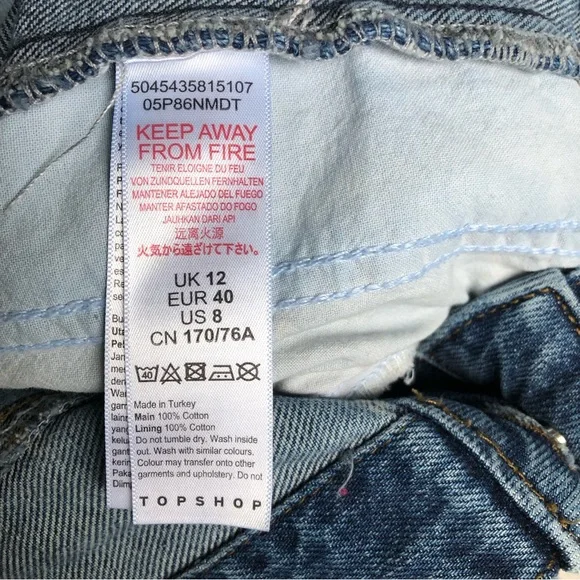 5045435815107
05P86NMDT
KEEP AWAY
FROM FIRE
TENIR ELOIGNE DU FEU
VON ZUNDQUELLEN FERNHALTEN
MANTENER ALEJADO DEL FUEGO
MANTER AFASTADO DO FOGO
JAUHKAN DARI API
远离火源
火気から遠ざけて下さい。
UK 12
EUR 40
US 8
CN 170/76A
40
Made in Turkey
Main 100% Cotton
Lining 100% Cotton
Do not tumble dry. Wash inside
out. Wash with similar colours.
Colour may transfer onto other
garments and upholstery. Do not
TOPSHOP